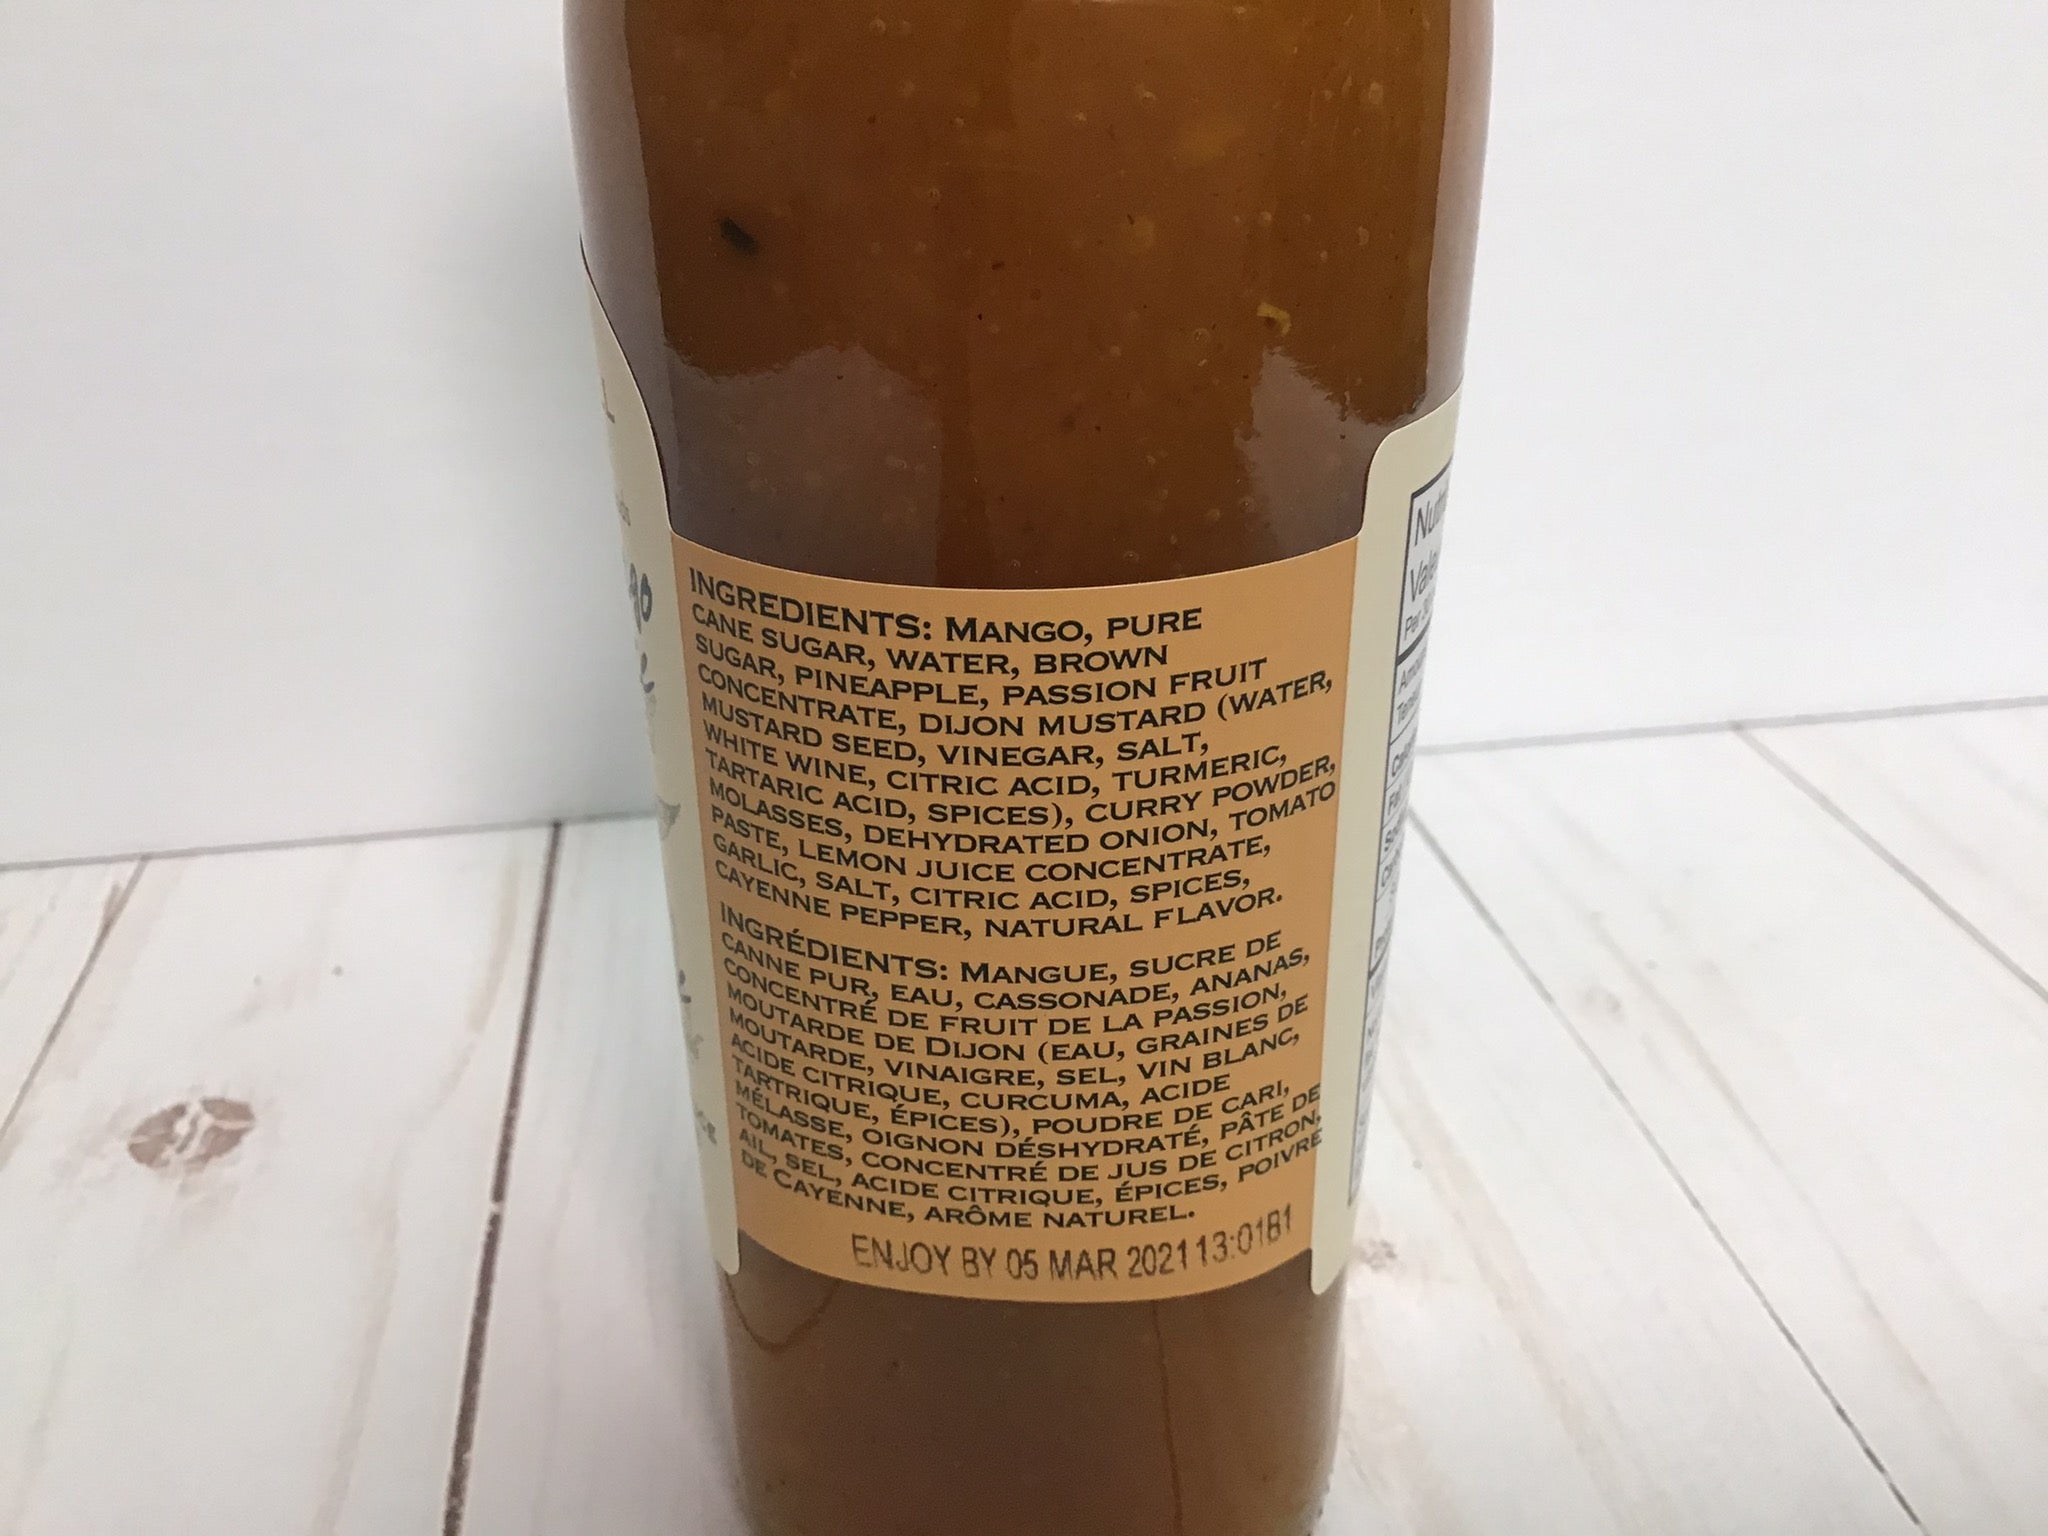 INGREDIENTS: MANGO, PURE
CANE SUGAR, WATER, BROWN
SUGAR, PINEAPPLE, PASSION FRUIT
CONCENTRATE, DIJON MUSTARD (WATER,
MUSTARD SEED, VINEGAR, SALT,
WHITE WINE, CITRIC ACID, TURMERIC,
TARTARIC ACID, SPICES), CURRY POWDER,
MOLASSES, DEHYDRATED ONION, TOMATO
PASTE, LEMON JUICE CONCENTRATE,
GARLIC, SALT, CITRIC ACID, SPICES,
CAYENNE PEPPER, NATURAL FLAVOR.
INGRÉDIENTS: MANGUE, SUCRE DE
CANNE PUR, EAU, CASSONADE, ANANAS,
CONCENTRÉ DE FRUIT DE LA PASSION,
MOUTARDE DE DIJON (EAU, GRAINES DE
MOUTARDE, VINAIGRE, SEL, VIN BLANC,
ACIDE CITRIQUE, CURCUMA, ACIDE
TARTRIQUE, ÉPICES), POUDRE DE CARI,
MÉLASSE, OIGNON DÉSHYDRATÉ, PÂTE DE
TOMATES, CONCENTRÉ DE JUS DE CITRON,
AIL, SEL, ACIDE CITRIQUE, ÉPICES, POIVRE
DE CAYENNE, ARÔME NATUREL.
ENJOY BY 05 MAR 2021 13:01B1